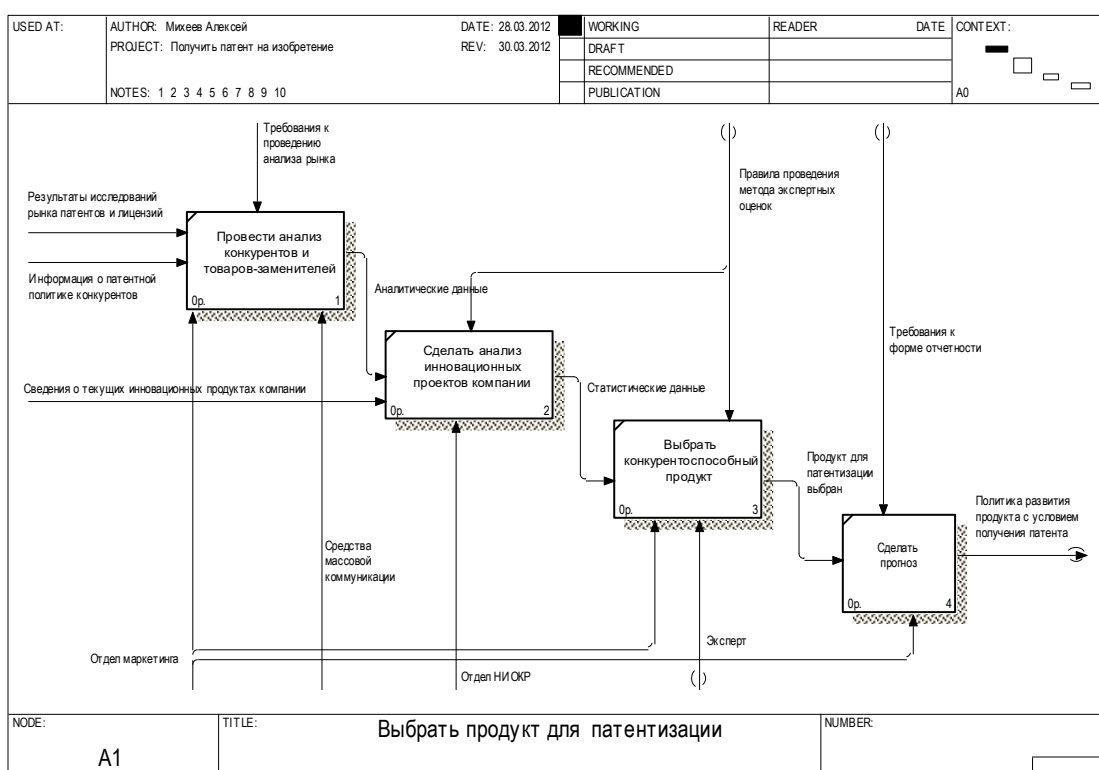 USED AT:
AUTHOR: Михеев Алексей
DATE: 28.03.2012
PROJECT: Получить патент на изобретение
REV: 30.03.2012
NOTES: 1 2 3 4 5 6 7 8 9 10
WORKING
DRAFT
RECOMMENDED
PUBLICATION
READER
DATE
CONTEXT:
A0
Требования к
проведению
анализа рынка
Результаты исследований
рынка патентов и лицензий
Информация о патентной
политике конкурентов
Провести анализ
конкурентов и
товаров-заменителей
0р.
1
Аналитические данные
Правила проведения
метода экспертных
оценок
Сведения о текущих инновационных продуктах компании
Сделать анализ
инновационных
проектов компании
0р.
2
Статистические данные
Требования к
форме отчетности
Выбрать
конкурентоспособный
продукт
0р.
3
Продукт для
патентизации
выбран
Сделать
прогноз
0р.
4
Политика развития
продукта с условием
получения патента
Средства
массовой
коммуникации
Отдел маркетинга
Отдел НИОКР
Эксперт
NODE:
A1
TITLE:
Выбрать продукт для патентизации
NUMBER: